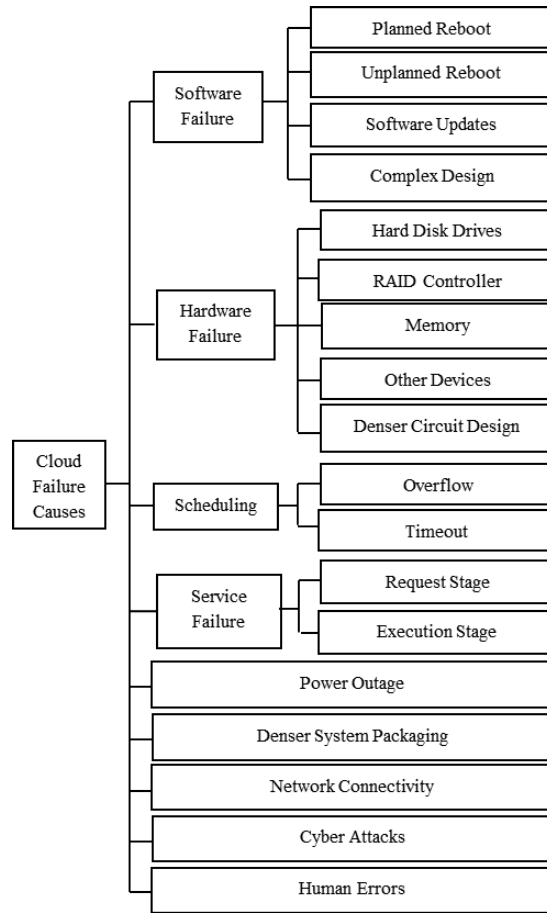 Planned Reboot
Unplanned Reboot
Software
Failure
Software Updates
Complex Design
Hard Disk Drives
RAID Controller
Hardware
Failure
Memory
Other Devices
Denser Circuit Design
Cloud
Failure
Causes
Scheduling
Overflow
Timeout
Service
Failure
Request Stage
Execution Stage
Power Outage
Denser System Packaging
Network Connectivity
Cyber Attacks
Human Errors